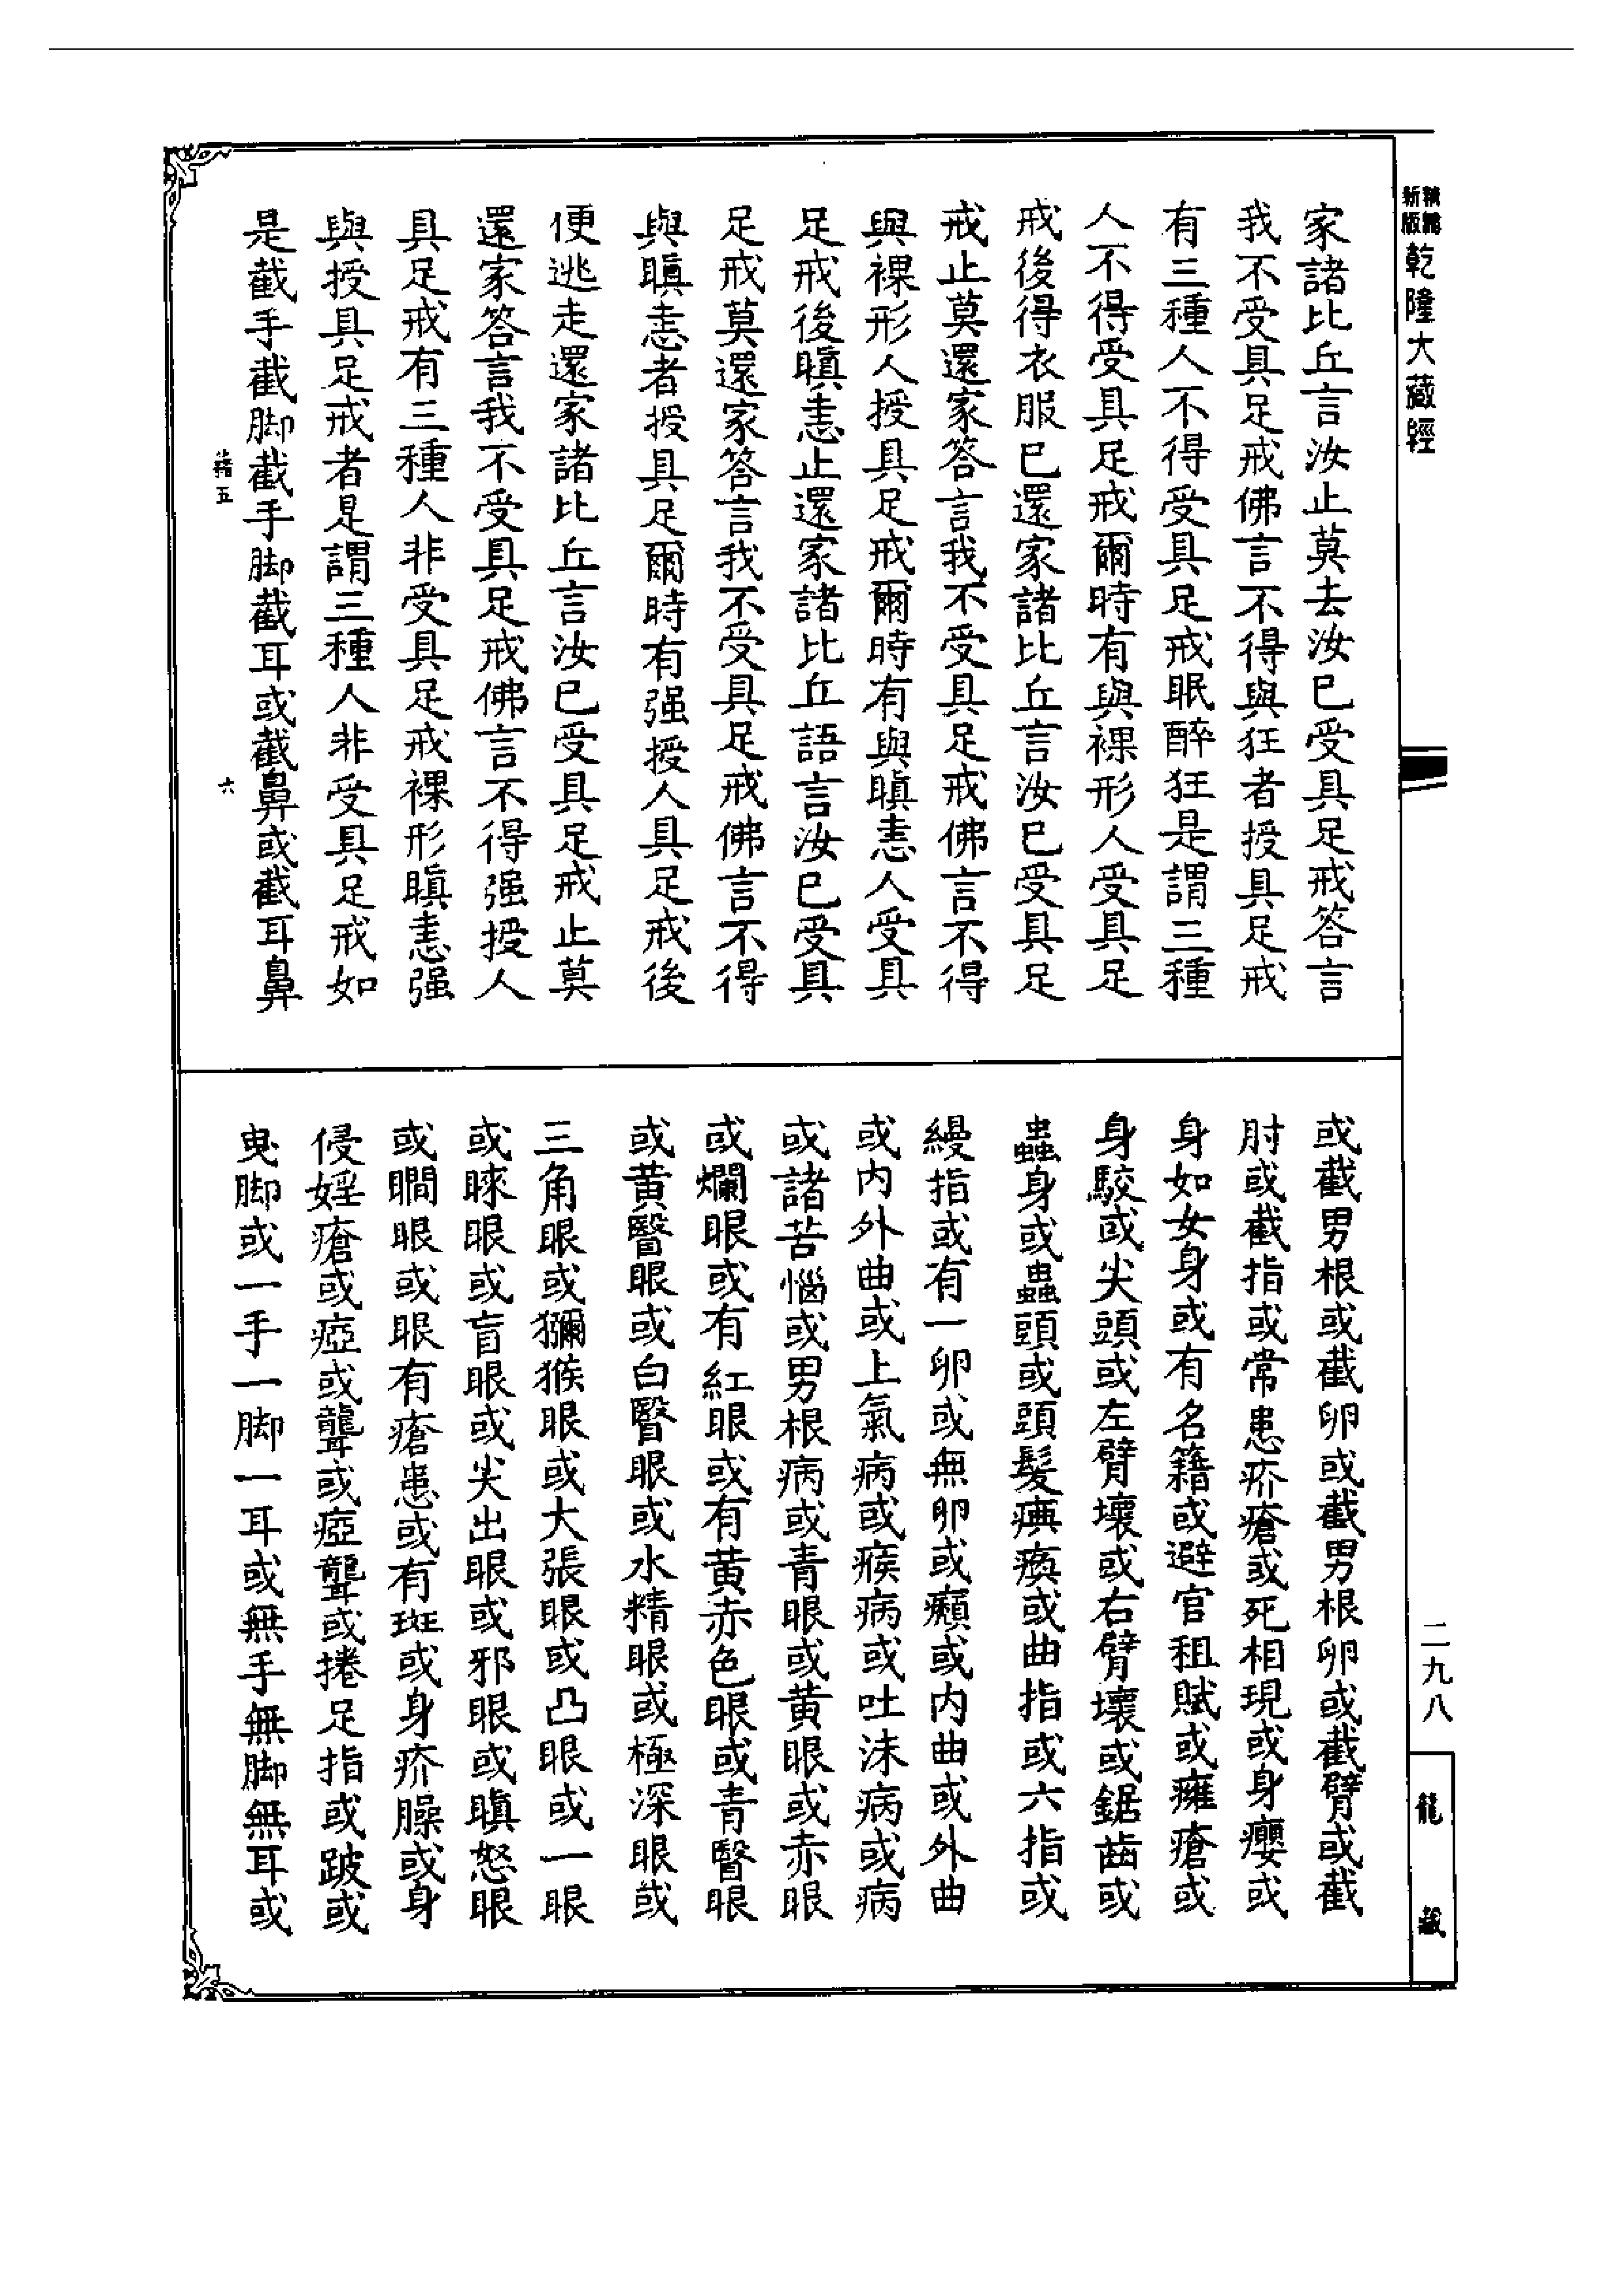 新版
精編
乾隆大藏經
家諸比丘言汝止莫去汝已受具足戒答言
我不受具足戒佛言不得與狂者授具足戒
有三種人不得受具足戒眠醉狂是謂三種
人不得受具足戒爾時有與裸形人受具足
戒後得衣服已還家諸比丘言汝已受具足
戒止莫還家答言我不受具足戒佛言不得
與裸形人授具足戒爾時有與瞋恚人受具
足戒後瞋恚止還家諸比丘語言汝已受具
足戒莫還家答言我不受具足戒佛言不得
與瞋恚者授具足爾時有强授人具足戒後
便逃走還家諸比丘言汝已受具足戒止莫
還家答言我不受具足戒佛言不得强授人
具足戒有三種人非受具足戒裸形瞋恚强
與授具足戒者是謂三種人非受具足戒如
是截手截脚截手脚截耳或截鼻或截耳鼻
籍五
六
或截男根或截卵或截男根卵或截臂或截
肘或截指或常患疥瘡或死相現或身癭或
身如女身或有名籍或避官租賦或癰瘡或
身駮或尖頭或左臂壞或右臂壞或鋸齒或
蟲身或蟲頭或頭髮痶瘓或曲指或六指或
縵指或有一卵或無卵或癩或内曲或外曲
或内外曲或上氣病或瘊病或吐沫病或病
或諸苦惱或男根病或青眼或黄眼或赤眼
或爛眼或有紅眼或有黄赤色眼或青瞖眼
或黄瞖眼或白瞖眼或水精眼或極深眼或
三角眼或獼猴眼或大張眼或凸眼或一眼
或睞眼或盲眼或尖出眼或邪眼或瞋怒眼
或瞷眼或眼有瘡患或有斑或身疥臊或身
侵婬瘡或瘂或聾或瘂聾或捲足指或跛或
曳脚或一手一脚一耳或無手無脚無耳或
二九八
龍藏